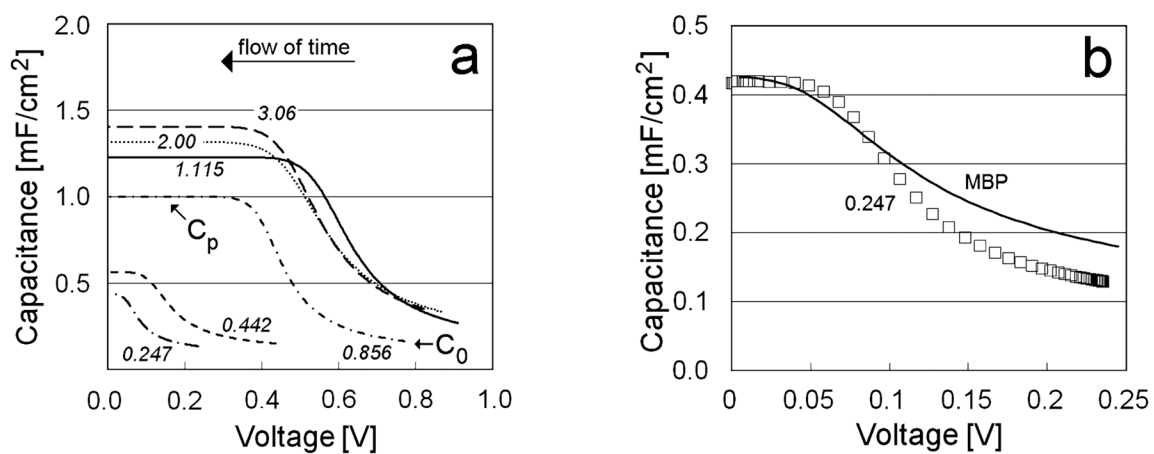 a
flow of time
2.0
1.5
1.0
0.5
Capacitance [mF/cm²]
3.06
2.00
1.115
Cp
0.442
0.247
0.856
C0
0.0 0.2 0.4 0.6 0.8 1.0
Voltage [V]
b
0.5
0.4
0.3
0.2
0.1
0.0
Capacitance [mF/cm²]
MBP
0.247
0 0.05 0.1 0.15 0.2 0.25
Voltage [V]